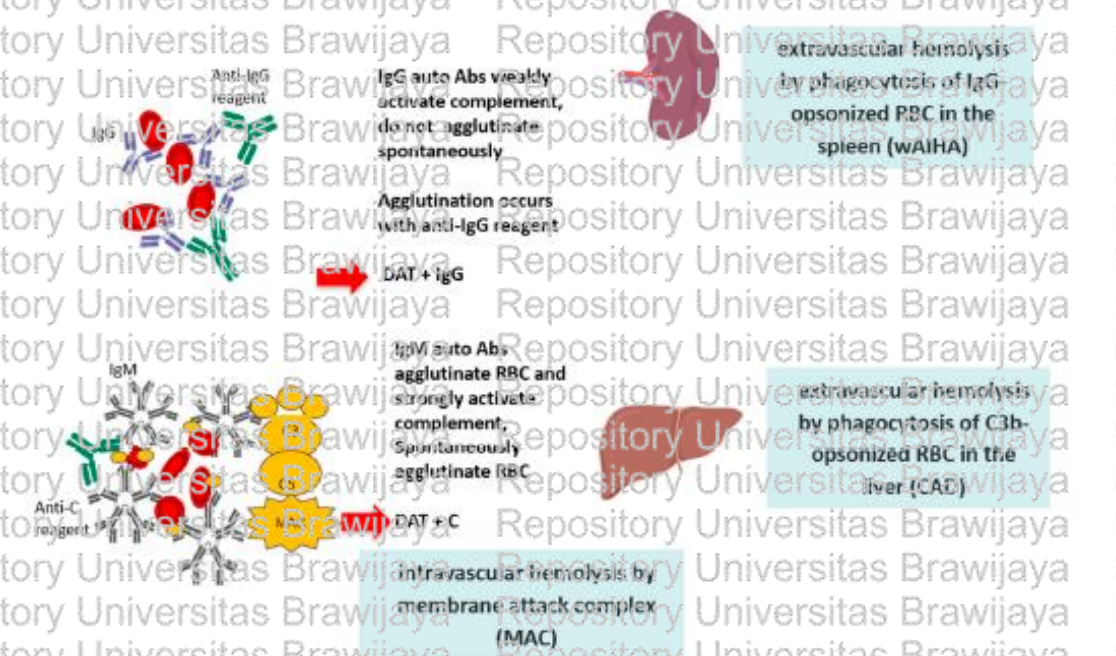 Anti-IgG
reagent
IgG
IgG auto Abs weakly
activate complement,
do not agglutinate
spontaneously
Agglutination occurs
with anti-IgG reagent
DAT + IgG
extravascular hemolysis
by phagocytosis of IgG-
opsonized RBC in the
spleen (wAIHA)
IgM
Anti-C
reagent
MAC
IgM auto Abs
agglutinate RBC and
strongly activate
complement,
Spontaneously
agglutinate RBC
DAT + C
extravascular hemolysis
by phagocytosis of C3b-
opsonized RBC in the
liver (CAD)
intravascular hemolysis by
membrane attack complex
(MAC)
Repository Universitas Brawijaya